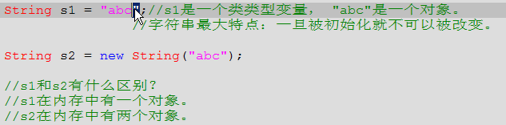 String s1 = "abc";//s1是一个类类型变量， "abc"是一个对象。
//字符串最大特点：一旦被初始化就不可以被改变。
String s2 = new String("abc");
//s1和s2有什么区别？
//s1在内存中有一个对象。
//s2在内存中有两个对象。